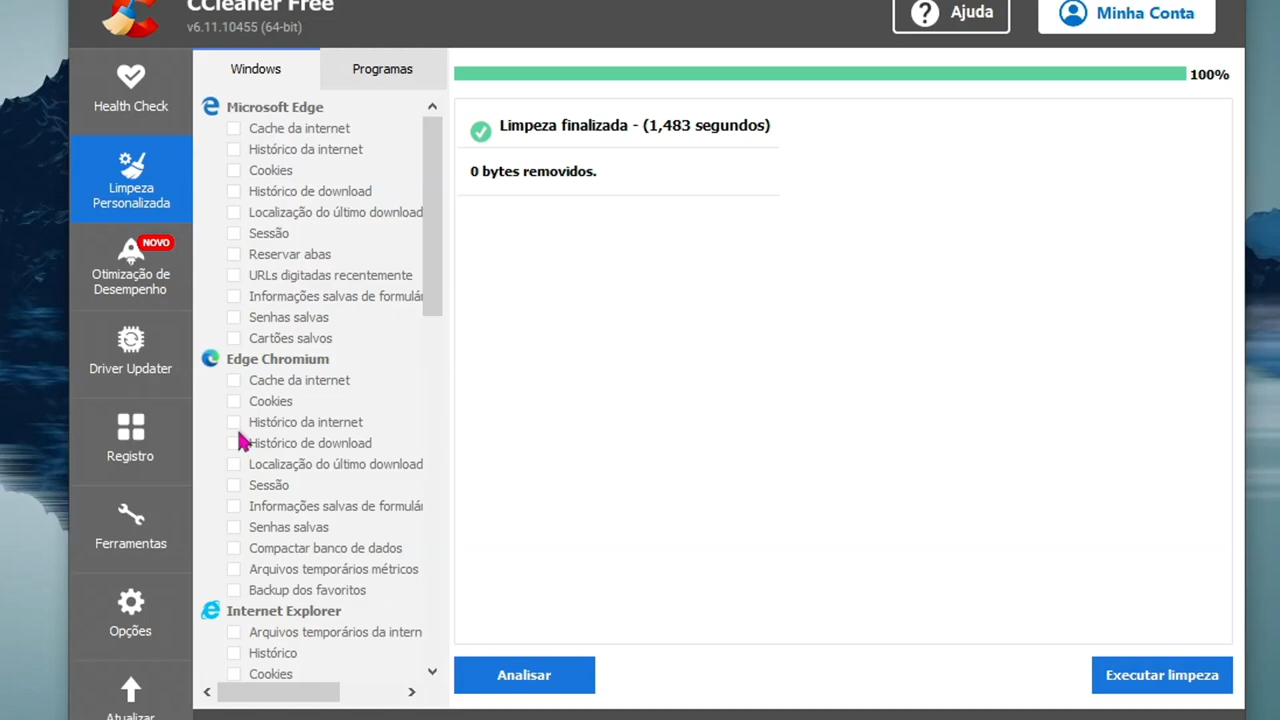 CCleaner Free
v6.11.10455 (64-bit)
Ajuda
Minha Conta
Health Check
Limpeza
Personalizada
NOVO
Otimização de
Desempenho
Driver Updater
Registro
Ferramentas
Opções
Atualizar
Windows
Programas
Microsoft Edge
Cache da internet
Histórico da internet
Cookies
Histórico de download
Localização do último download
Sessão
Reservar abas
URLs digitadas recentemente
Informações salvas de formulár
Senhas salvas
Cartões salvos
Edge Chromium
Cache da internet
Cookies
Histórico da internet
Histórico de download
Localização do último download
Sessão
Informações salvas de formulár
Senhas salvas
Compactar banco de dados
Arquivos temporários métricos
Backup dos favoritos
Internet Explorer
Arquivos temporários da intern
Histórico
Cookies
100%
Limpeza finalizada - (1,483 segundos)
0 bytes removidos.
Analisar
Executar limpeza